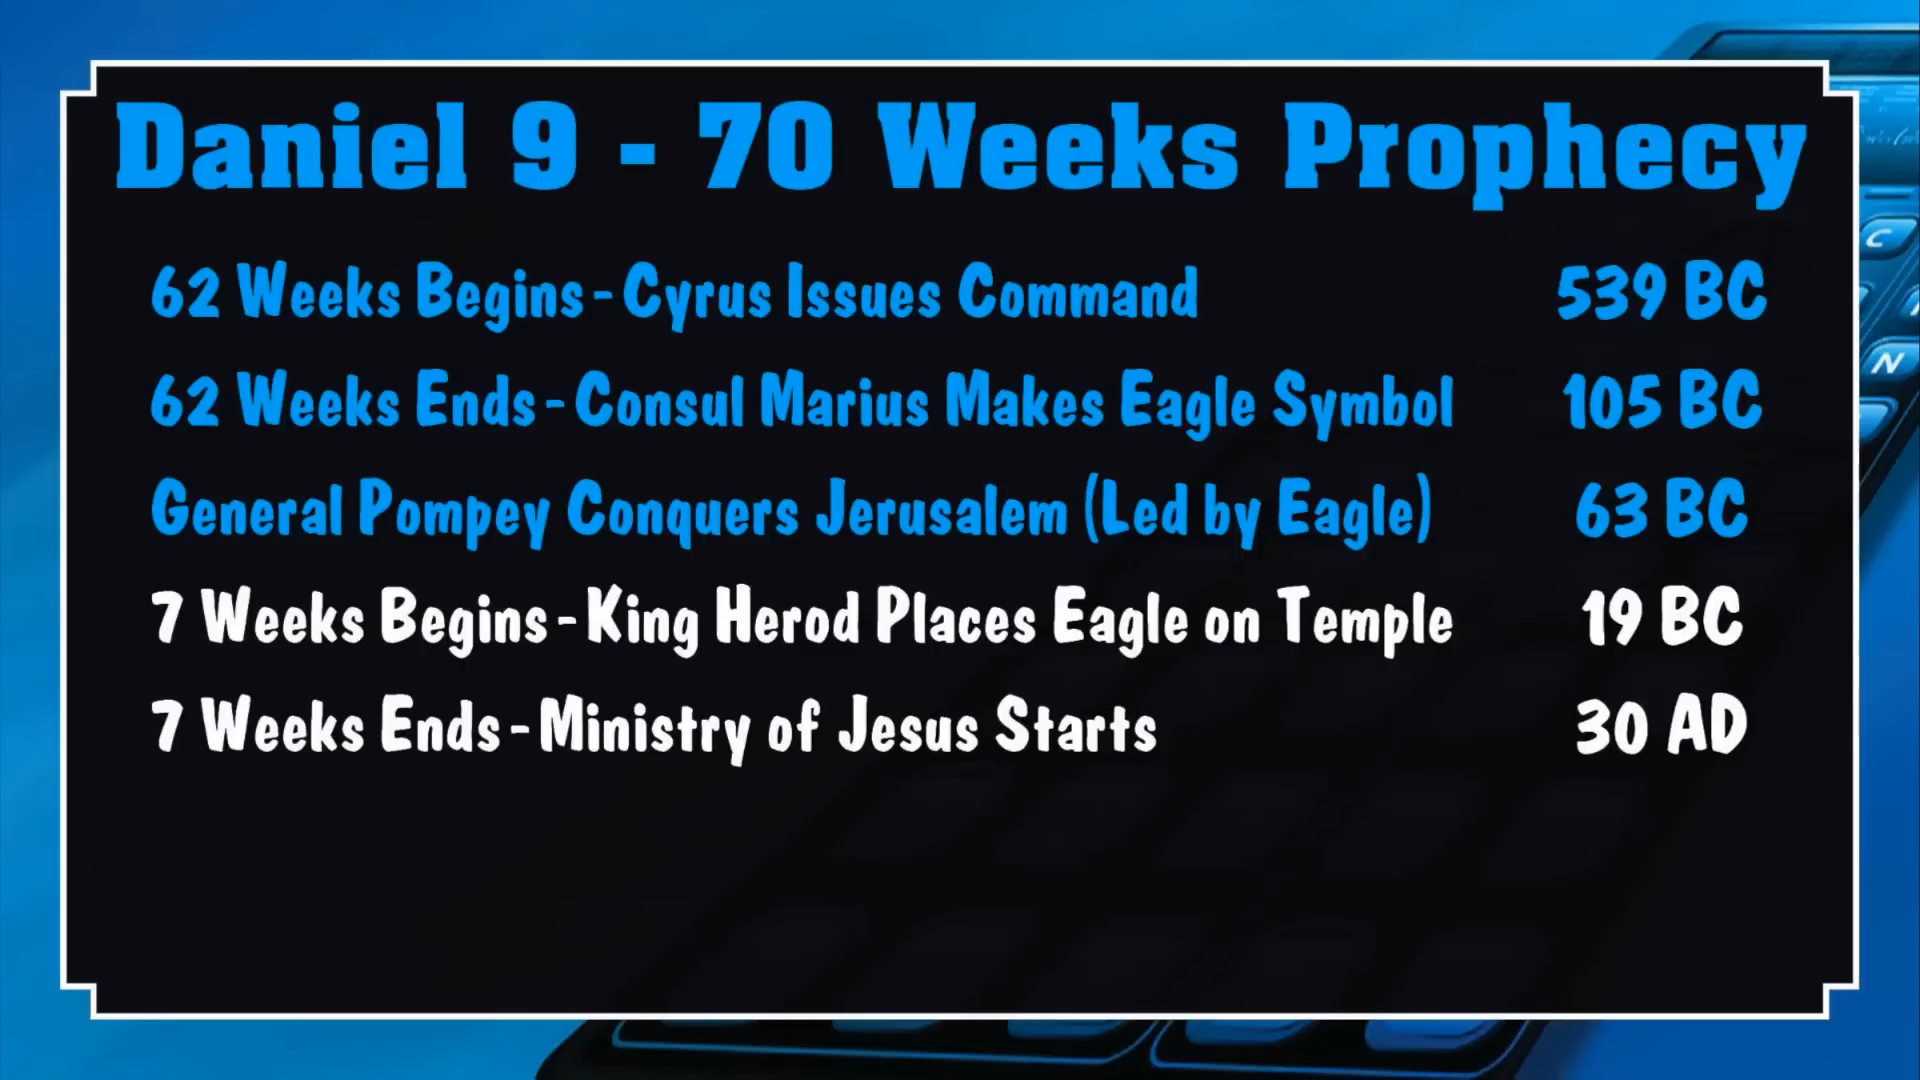 Daniel 9 - 70 Weeks Prophecy
62 Weeks Begins - Cyrus Issues Command 539 BC
62 Weeks Ends - Consul Marius Makes Eagle Symbol 105 BC
General Pompey Conquers Jerusalem (Led by Eagle) 63 BC
7 Weeks Begins - King Herod Places Eagle on Temple 19 BC
7 Weeks Ends - Ministry of Jesus Starts 30 AD
C
N